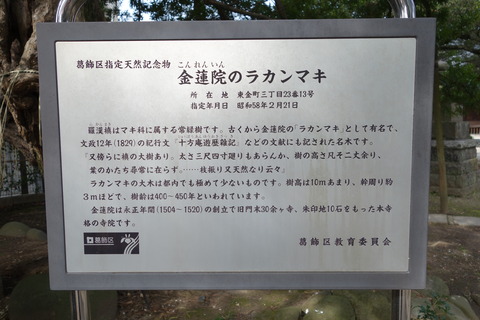 葛飾区指定天然記念物
こんれんいん
金蓮院のラカンマキ
所在地 東金町三丁目23番13号
指定年月日 昭和58年2月21日
羅漢槙はマキ科に属する常緑樹です。古くから金蓮院の「ラカンマキ」として有名で、
文政12年(1829)の紀行文「十方庵遊歴雑記」などの文献にも記された名木です。
「又傍らに槙の大樹あり。太さ三尺四寸廻りもあらんか、樹の高さ凡そ二丈余り、
葉のかたち尋常に在らず。……枝振り又天然なり云々」
ラカンマキの大木は都内でも極めて少ないものです。樹高は10mあまり、幹周り約
3mほどで、樹齢は400～450年といわれています。
金蓮院は永正年間(1504～1520)の創立で旧門末30余ヶ寺、朱印地10石をもった本寺
格の寺院です。
葛飾区
葛飾区教育委員会